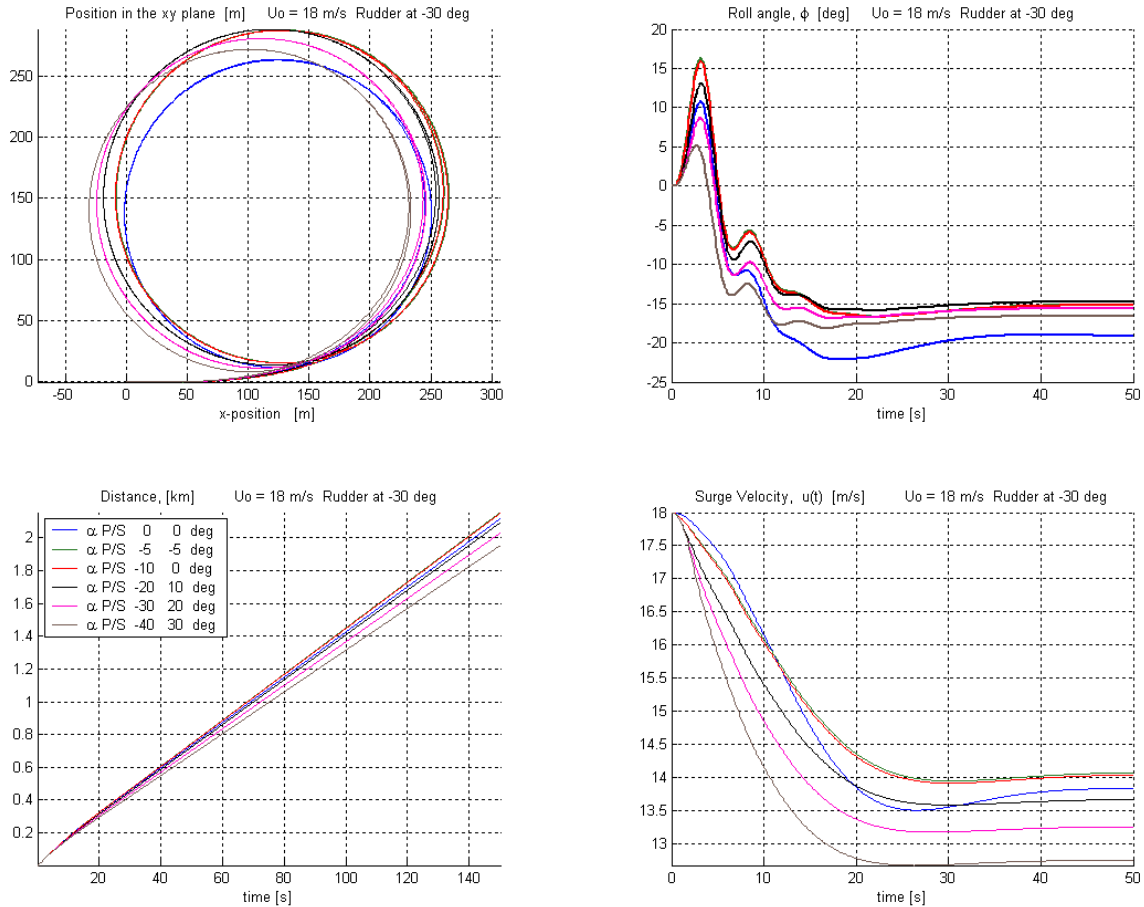 Position in the xy plane [m] Uo = 18 m/s Rudder at -30 deg
250
200
150
100
50
0
-50 0 50 100 150 200 250 300
x-position [m]
Roll angle, ϕ [deg] Uo = 18 m/s Rudder at -30 deg
20
15
10
5
0
-5
-10
-15
-20
-25
0 10 20 30 40 50
time [s]
Distance, [km] Uo = 18 m/s Rudder at -30 deg
α P/S 0 0 deg
α P/S -5 -5 deg
α P/S -10 0 deg
α P/S -20 10 deg
α P/S -30 20 deg
α P/S -40 30 deg
2
1.8
1.6
1.4
1.2
1
0.8
0.6
0.4
0.2
20 40 60 80 100 120 140
time [s]
Surge Velocity, u(t) [m/s] Uo = 18 m/s Rudder at -30 deg
18
17.5
17
16.5
16
15.5
15
14.5
14
13.5
13
0 10 20 30 40 50
time [s]